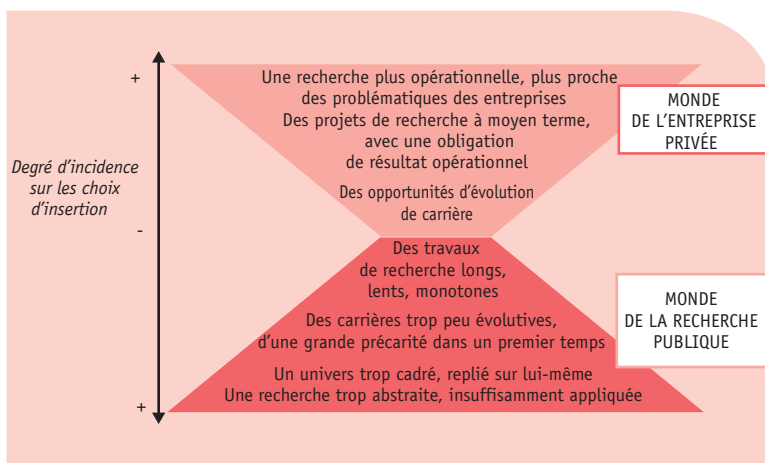 +
Une recherche plus opérationnelle, plus proche
des problématiques des entreprises
Des projets de recherche à moyen terme,
avec une obligation
de résultat opérationnel
Des opportunités d’évolution
de carrière
MONDE
DE L’ENTREPRISE
PRIVÉE
Degré d’incidence
sur les choix
d’insertion
-
Des travaux
de recherche longs,
lents, monotones
Des carrières trop peu évolutives,
d’une grande précarité dans un premier temps
Un univers trop cadré, replié sur lui-même
Une recherche trop abstraite, insuffisamment appliquée
MONDE
DE LA RECHERCHE
PUBLIQUE
+